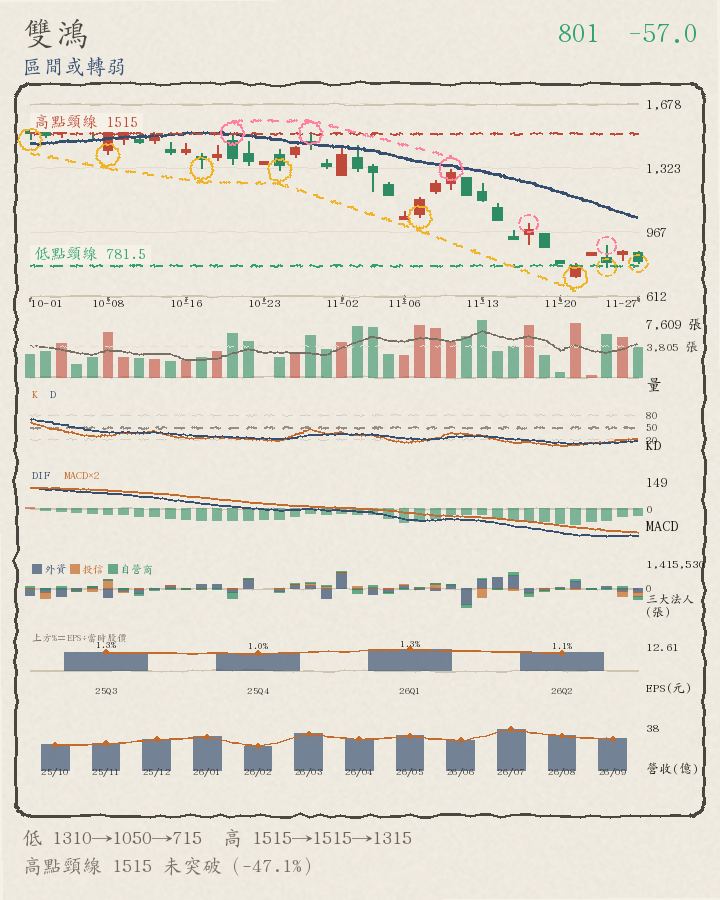 雙鴻
801 -57.0
區間或轉弱
1,678
高點頸線 1515
1,323
967
低點頸線 781.5
612
10-01 10-08 10-16 10-23 11-02 11-06 11-13 11-20 11-27
7,609 張
3,805 張
量
K D
80
50
20
KD
DIF MACD×2
149
0
MACD
外資 投信 自營商
1,415,530
0
三大法人
(張)
上方%=EPS÷當時股價
1.3% 1.0% 1.3% 1.1%
12.61
25Q3 25Q4 26Q1 26Q2
EPS(元)
38
營收(億)
25/10 25/11 25/12 26/01 26/02 26/03 26/04 26/05 26/06 26/07 26/08 26/09
低 1310→1050→715 高 1515→1515→1315
高點頸線 1515 未突破 (-47.1%)